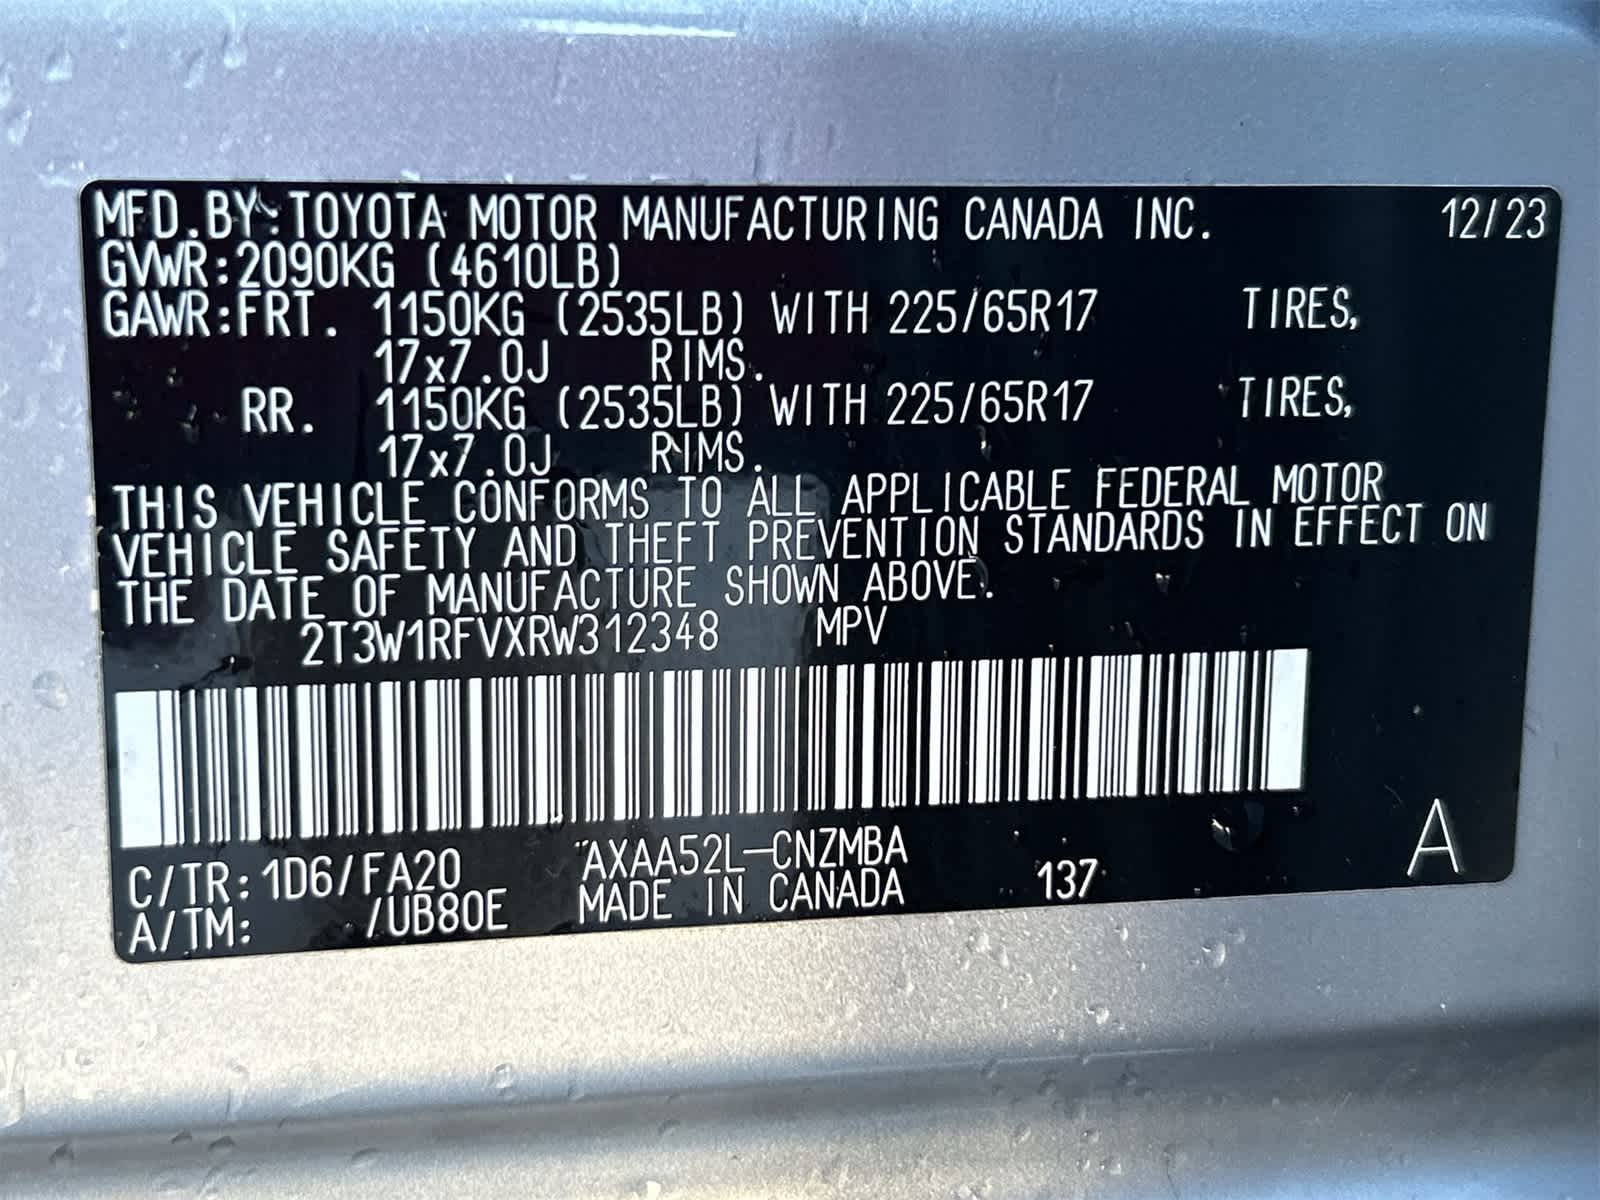 MFD.BY:TOYOTA MOTOR MANUFACTURING CANADA INC. 12/23
GVWR:2090KG (4610LB)
GAWR:FRT. 1150KG (2535LB) WITH 225/65R17 TIRES,
17x7.0J RIMS.
RR. 1150KG (2535LB) WITH 225/65R17 TIRES,
17x7.0J RIMS.
THIS VEHICLE CONFORMS TO ALL APPLICABLE FEDERAL MOTOR
VEHICLE SAFETY AND THEFT PREVENTION STANDARDS IN EFFECT ON
THE DATE OF MANUFACTURE SHOWN ABOVE.
2T3W1RFVXRW312348 MPV
C/TR:1D6/FA20 AXAA52L-CNZMBA
A/TM: /UB80E MADE IN CANADA 137 A